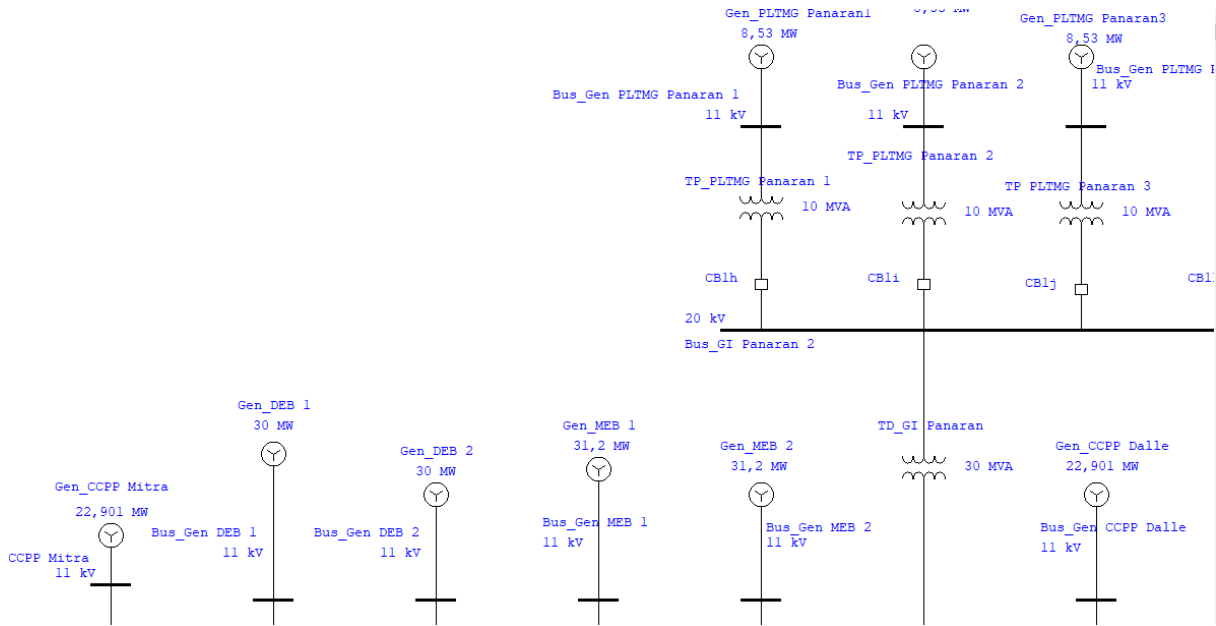 Gen_PLTMG Panaran1
8,53 MW
Gen_PLTMG Panaran3
8,53 MW
Bus_Gen PLTMG Panaran 1
11 kV
Bus_Gen PLTMG Panaran 2
11 kV
Bus_Gen PLTMG
11 kV
TP_PLTMG Panaran 1
10 MVA
TP_PLTMG Panaran 2
10 MVA
TP PLTMG Panaran 3
10 MVA
CB1h
CB1i
CB1j
20 kV
Bus_GI Panaran 2
TD_GI Panaran
30 MVA
Gen_CCPP Mitra
22,901 MW
CCPP Mitra
11 kV
Gen_DEB 1
30 MW
Bus_Gen DEB 1
11 kV
Gen_DEB 2
30 MW
Bus_Gen DEB 2
11 kV
Gen_MEB 1
31,2 MW
Bus_Gen MEB 1
11 kV
Gen_MEB 2
31,2 MW
Bus_Gen MEB 2
11 kV
Gen_CCPP Dalle
22,901 MW
Bus_Gen CCPP Dalle
11 kV